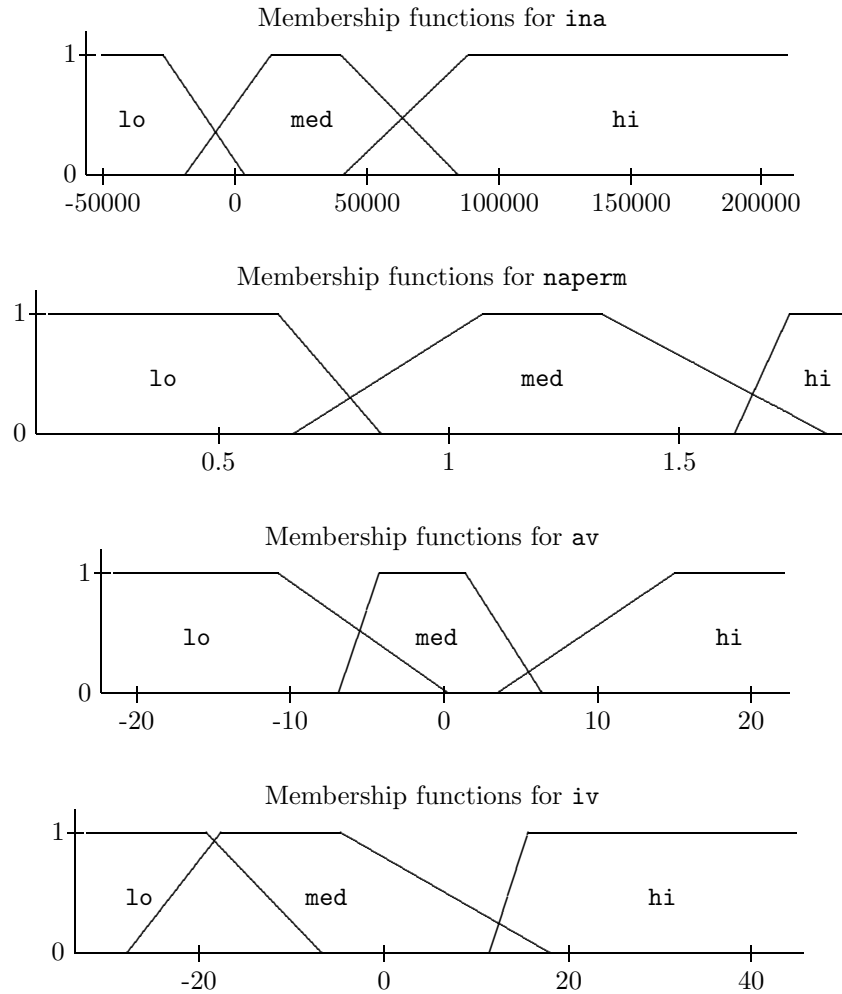 Membership functions for ina
1
lo med hi
0
-50000 0 50000 100000 150000 200000
Membership functions for naperm
1
lo med hi
0
0.5 1 1.5
Membership functions for av
1
lo med hi
0
-20 -10 0 10 20
Membership functions for iv
1
lo med hi
0
-20 0 20 40